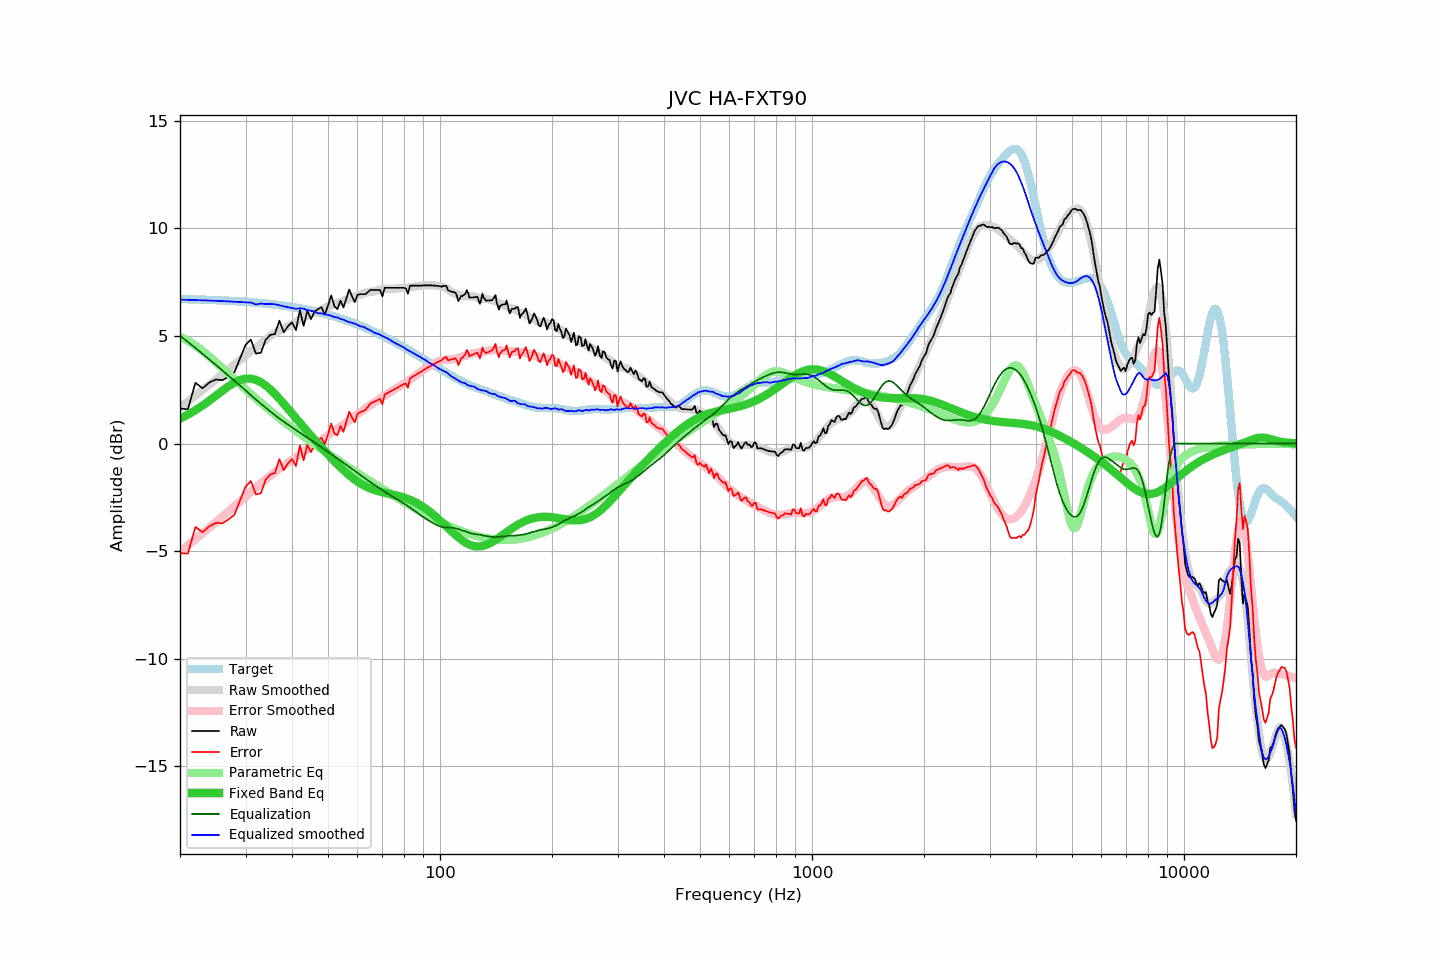 JVC HA-FXT90
15
10
5
0
−5
−10
−15
Amplitude (dBr)
Target
Raw Smoothed
Error Smoothed
Raw
Error
Parametric Eq
Fixed Band Eq
Equalization
Equalized smoothed
100
1000
10000
Frequency (Hz)